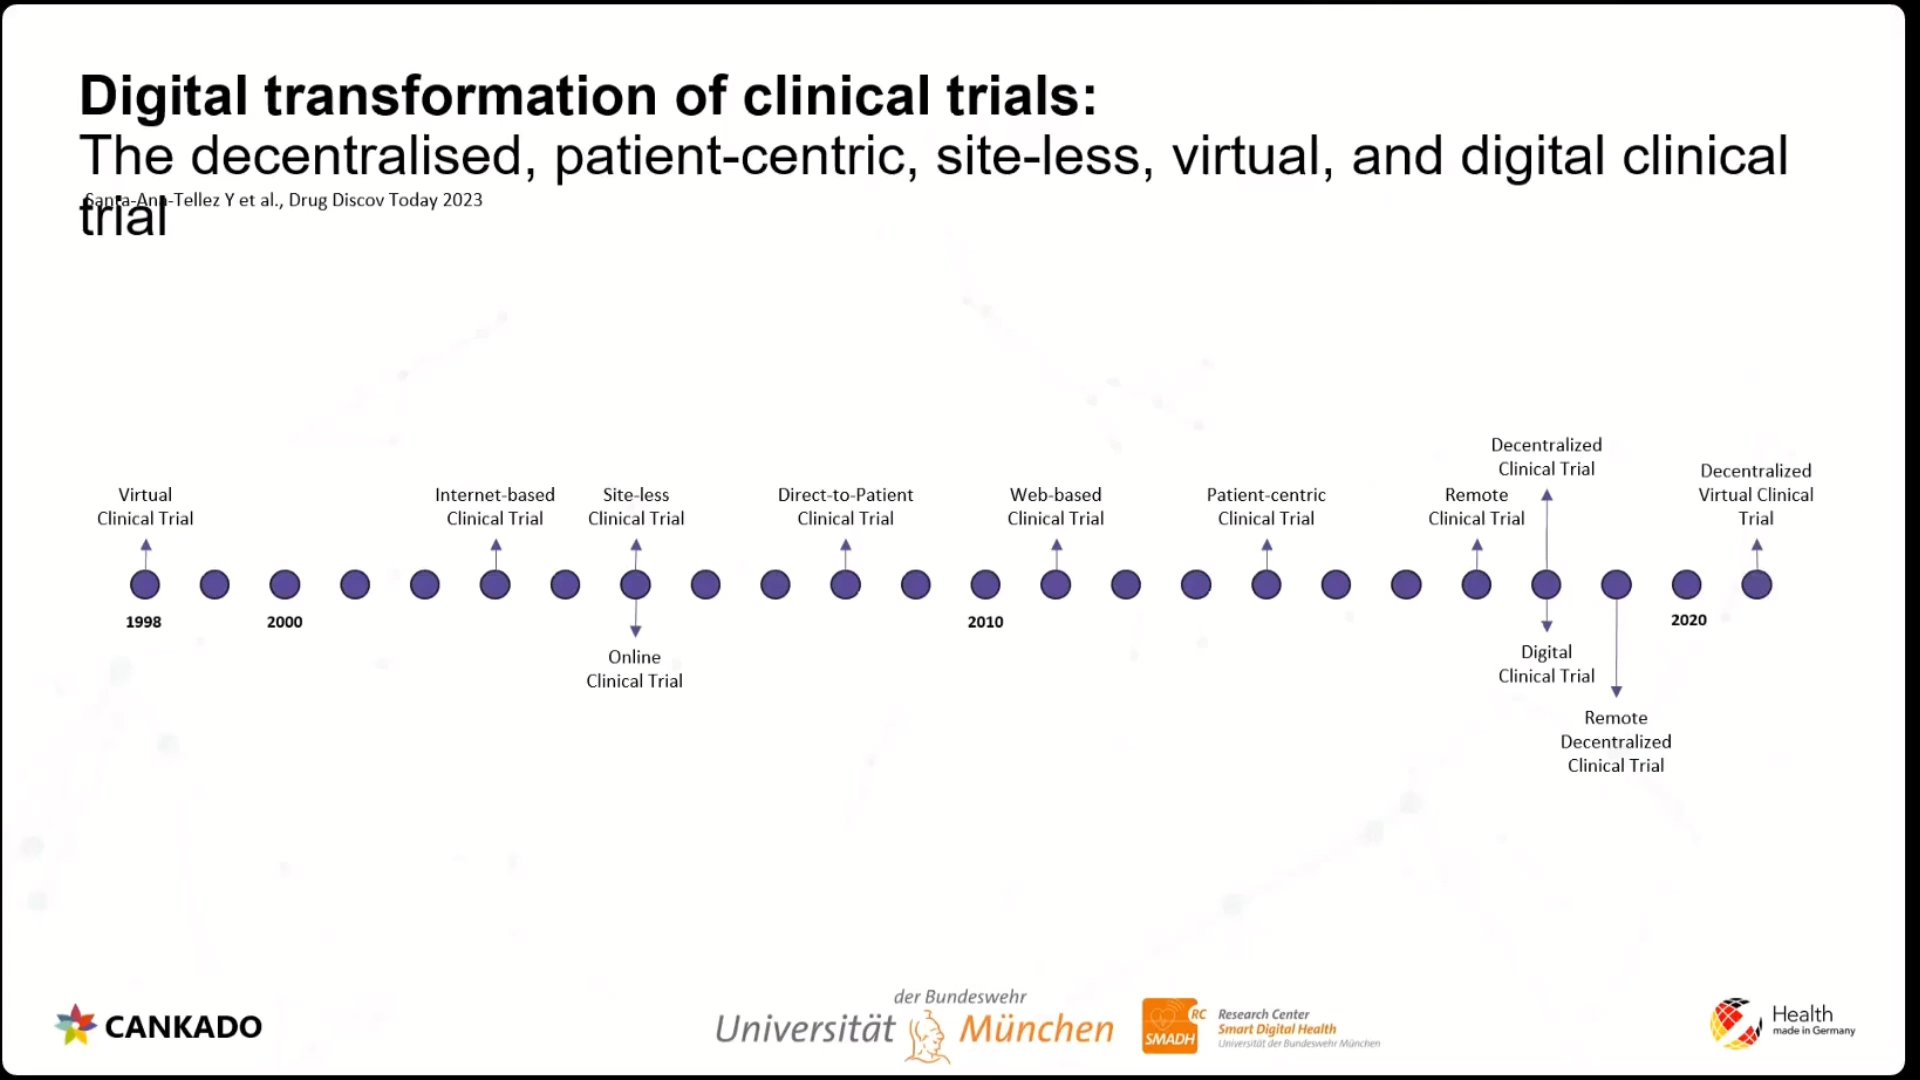 Digital transformation of clinical trials:
The decentralised, patient-centric, site-less, virtual, and digital clinical
trial
Santa-Ana-Tellez Y et al., Drug Discov Today 2023
Decentralized
Clinical Trial
Decentralized
Virtual Clinical
Trial
Virtual
Clinical Trial
Internet-based
Clinical Trial
Site-less
Clinical Trial
Direct-to-Patient
Clinical Trial
Web-based
Clinical Trial
Patient-centric
Clinical Trial
Remote
Clinical Trial
1998
2000
2010
2020
Online
Clinical Trial
Digital
Clinical Trial
Remote
Decentralized
Clinical Trial
CANKADO
der Bundeswehr
Universität München
RC
SMADH
Research Center
Smart Digital Health
Universität der Bundeswehr München
Health
made in Germany